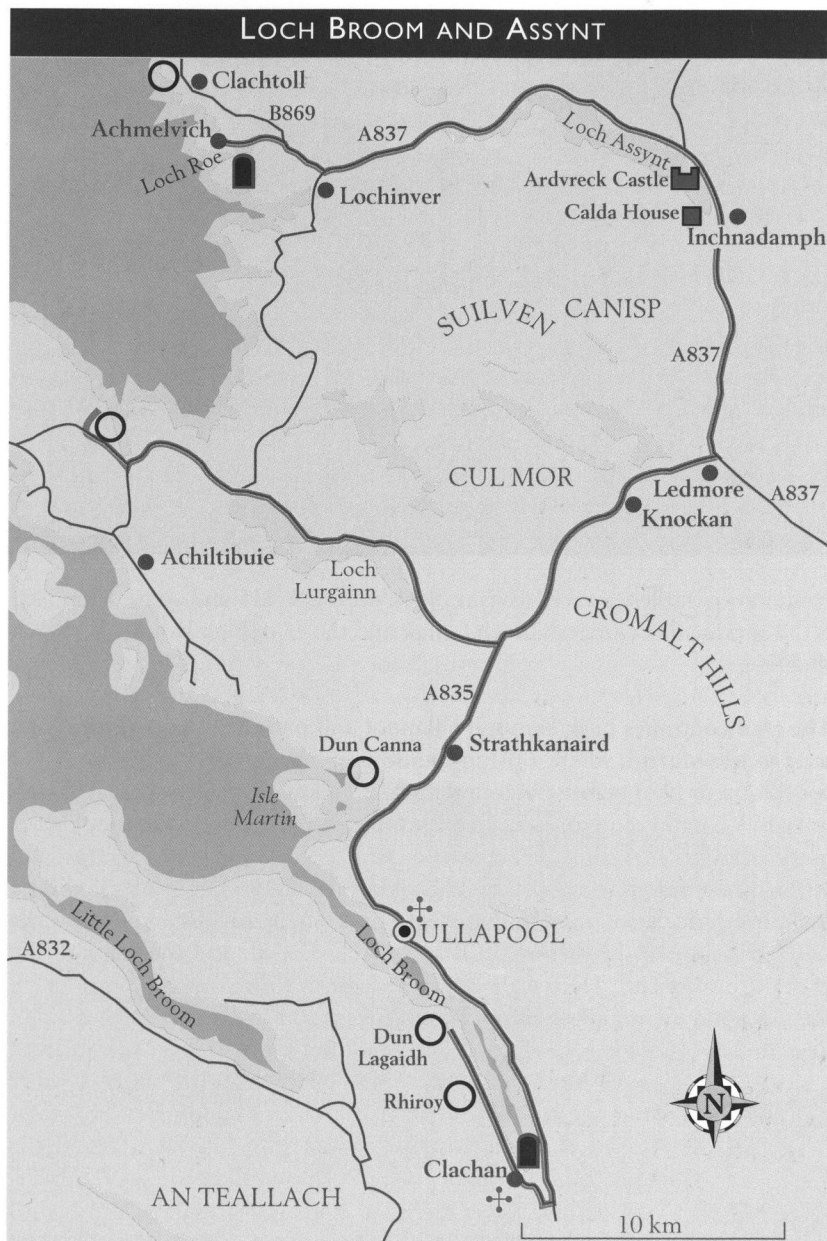 LOCH BROOM AND ASSYNT
Clachtoll
B869
Achmelvich
A837
Loch Assynt
Loch Roe
Ardvreck Castle
Lochinver
Calda House
Inchnadamph
SUILVEN
CANISP
A837
CUL MOR
Ledmore
A837
Knockan
Achiltibuie
Loch
Lurgainn
CROMALT HILLS
A835
Dun Canna
Strathkanaird
Isle
Martin
ULLAPOOL
Little Loch Broom
A832
Loch Broom
Dun
Lagaidh
Rhiroy
N
Clachan
AN TEALLACH
10 km